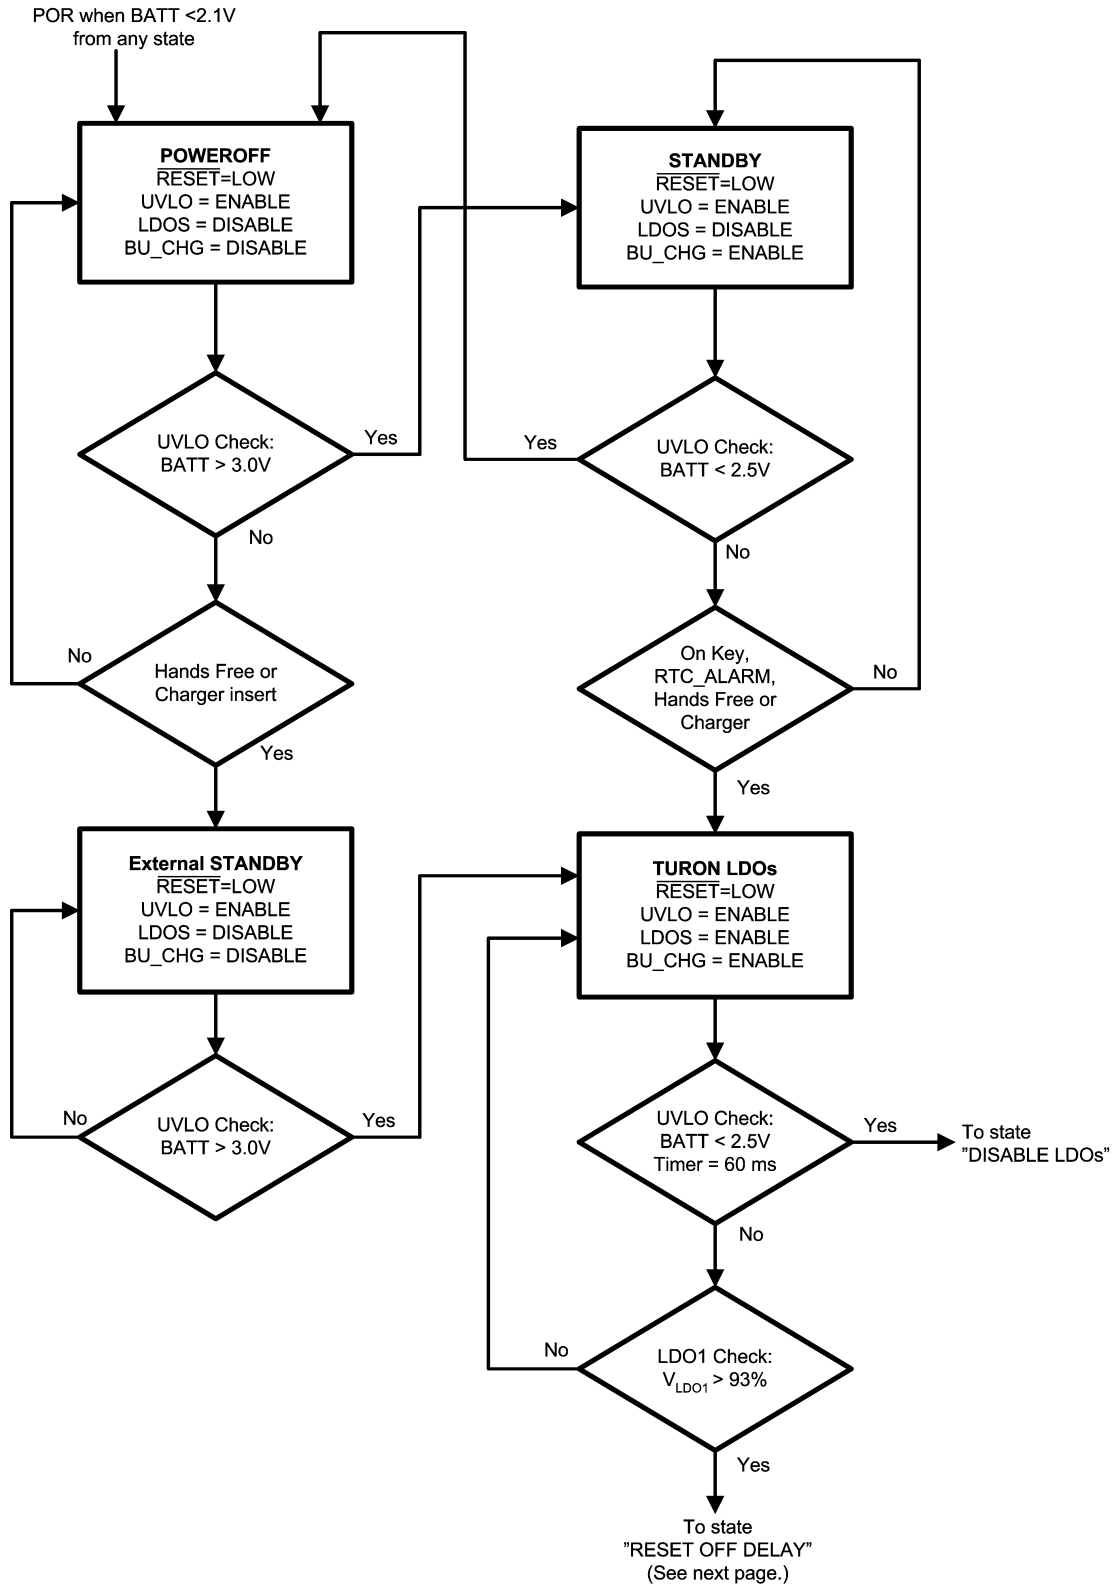 POR when BATT <2.1V
from any state
POWEROFF
RESET=LOW
UVLO = ENABLE
LDOS = DISABLE
BU_CHG = DISABLE
STANDBY
RESET=LOW
UVLO = ENABLE
LDOS = DISABLE
BU_CHG = ENABLE
UVLO Check:
BATT > 3.0V
Yes
No
UVLO Check:
BATT < 2.5V
Yes
No
Hands Free or
Charger insert
No
Yes
On Key,
RTC_ALARM,
Hands Free or
Charger
No
Yes
External STANDBY
RESET=LOW
UVLO = ENABLE
LDOS = DISABLE
BU_CHG = DISABLE
TURON LDOs
RESET=LOW
UVLO = ENABLE
LDOS = ENABLE
BU_CHG = ENABLE
UVLO Check:
BATT > 3.0V
No
Yes
UVLO Check:
BATT < 2.5V
Timer = 60 ms
Yes
To state
”DISABLE LDOs”
No
LDO1 Check:
VLDO1 > 93%
No
Yes
To state
”RESET OFF DELAY”
(See next page.)